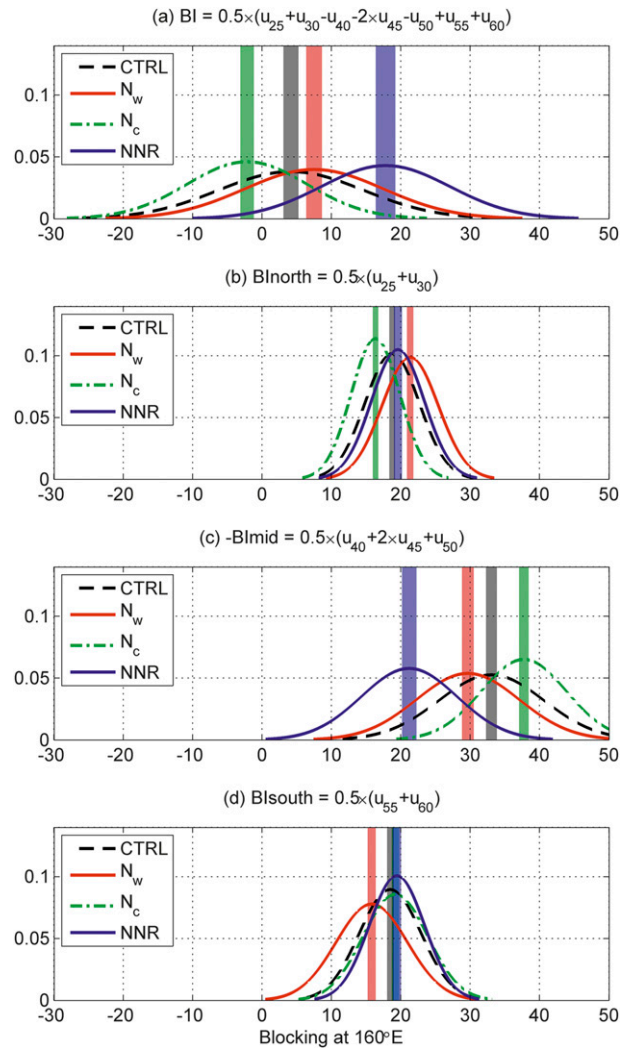 (a) BI = 0.5×(u25+u30-u40-2×u45-u50+u55+u60)
0.1
0.05
0
CTRL
Nw
Nc
NNR
-30 -20 -10 0 10 20 30 40 50
(b) BInorth = 0.5×(u25+u30)
0.1
0.05
0
CTRL
Nw
Nc
NNR
-30 -20 -10 0 10 20 30 40 50
(c) -BImid = 0.5×(u40+2×u45+u50)
0.1
0.05
0
CTRL
Nw
Nc
NNR
-30 -20 -10 0 10 20 30 40 50
(d) BIsouth = 0.5×(u55+u60)
0.1
0.05
0
CTRL
Nw
Nc
NNR
-30 -20 -10 0 10 20 30 40 50
Blocking at 160°E